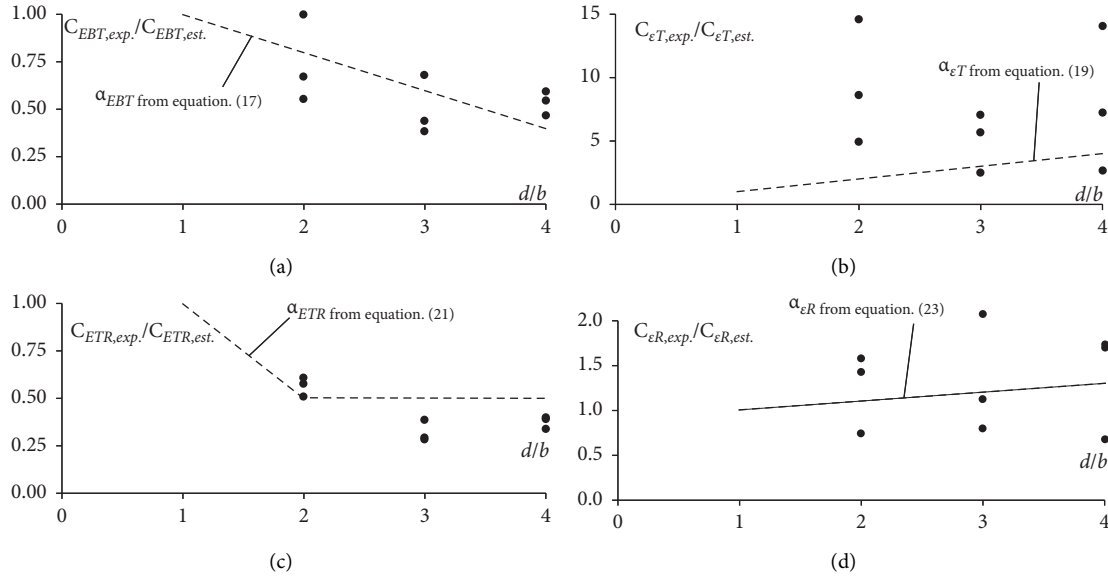 1.00
C_EBT,exp./C_EBT,est.
0.75
α_EBT from equation. (17)
0.50
0.25
d/b
0.00
0 1 2 3 4
(a)
15
C_εT,exp./C_εT,est.
10
α_εT from equation. (19)
5
d/b
0
0 1 2 3 4
(b)
1.00
α_ETR from equation. (21)
C_ETR,exp./C_ETR,est.
0.75
0.50
d/b
0.25
0.00
0 1 2 3 4
(c)
α_εR from equation. (23)
2.0
C_εR,exp./C_εR,est.
1.5
1.0
d/b
0.5
0.0
0 1 2 3 4
(d)